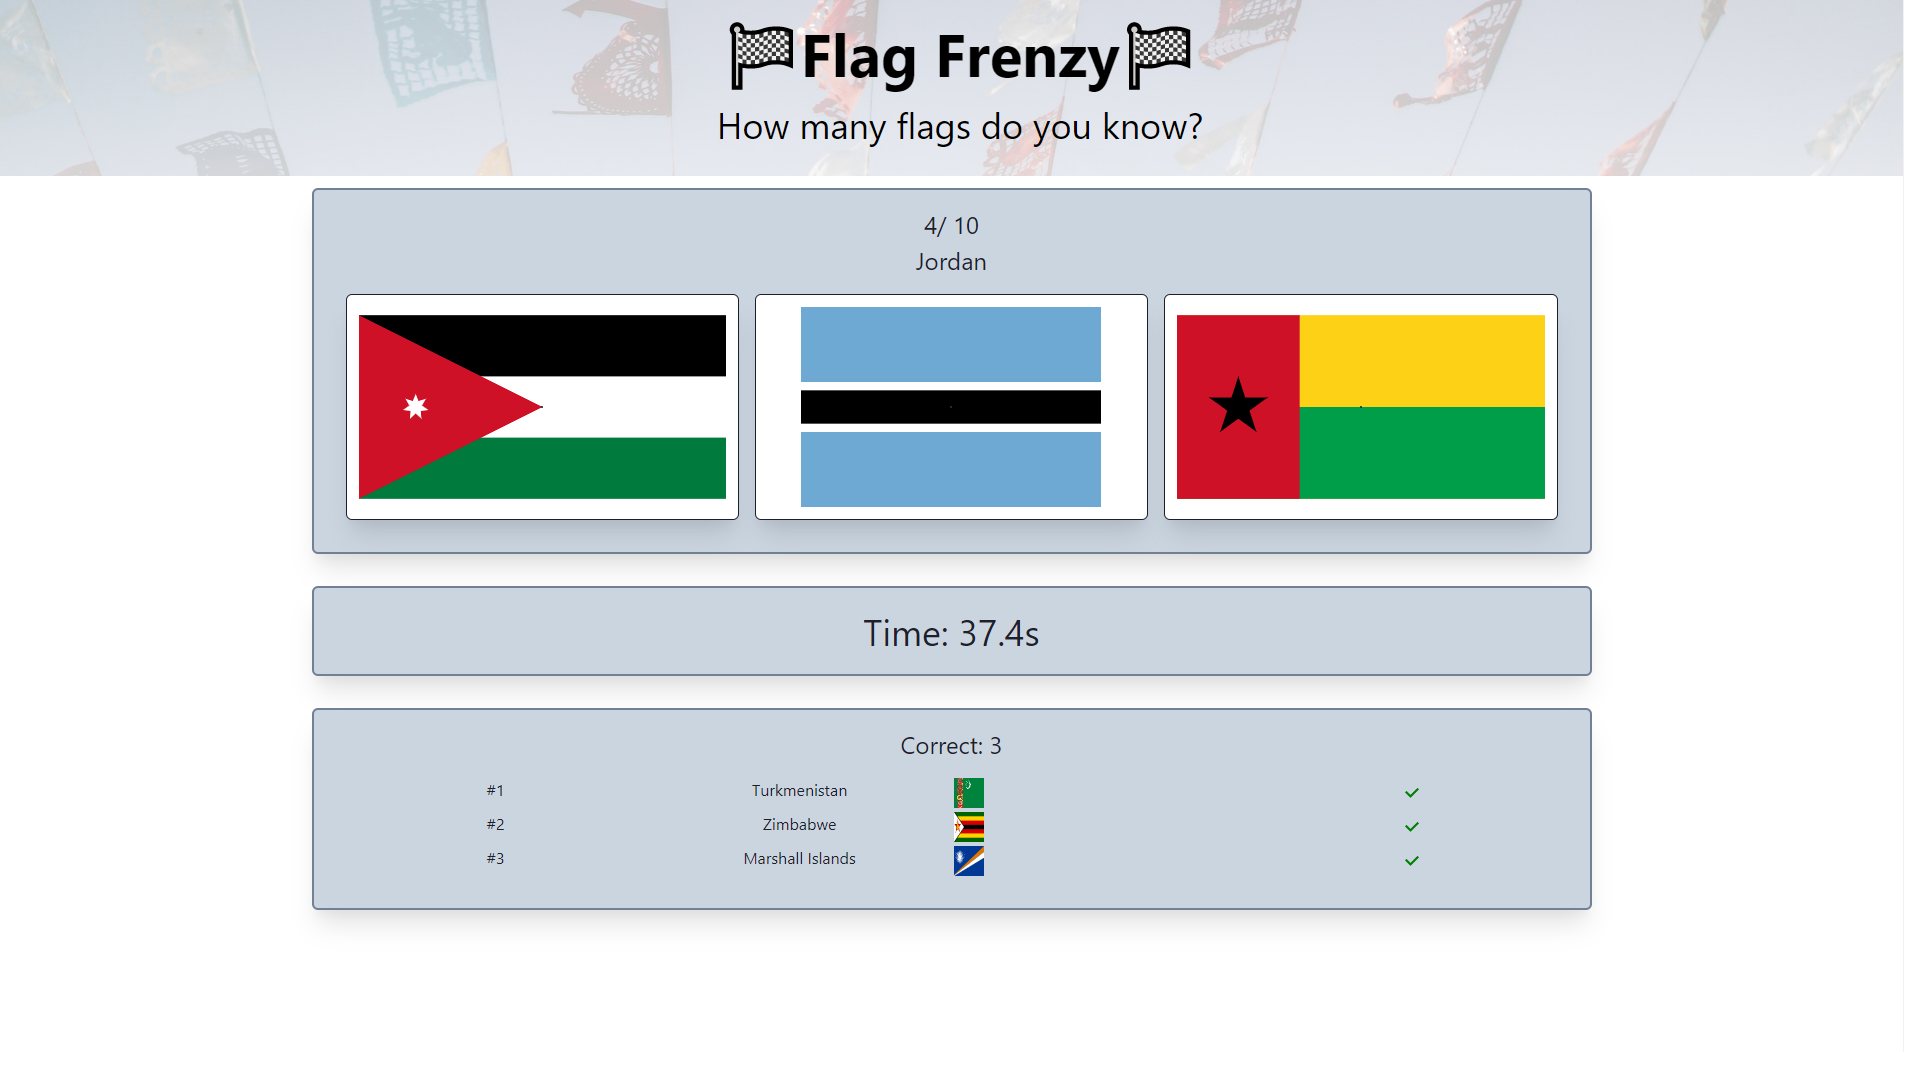 Flag Frenzy
How many flags do you know?
4/ 10
Jordan
Time: 37.4s
Correct: 3
#1 Turkmenistan
#2 Zimbabwe
#3 Marshall Islands